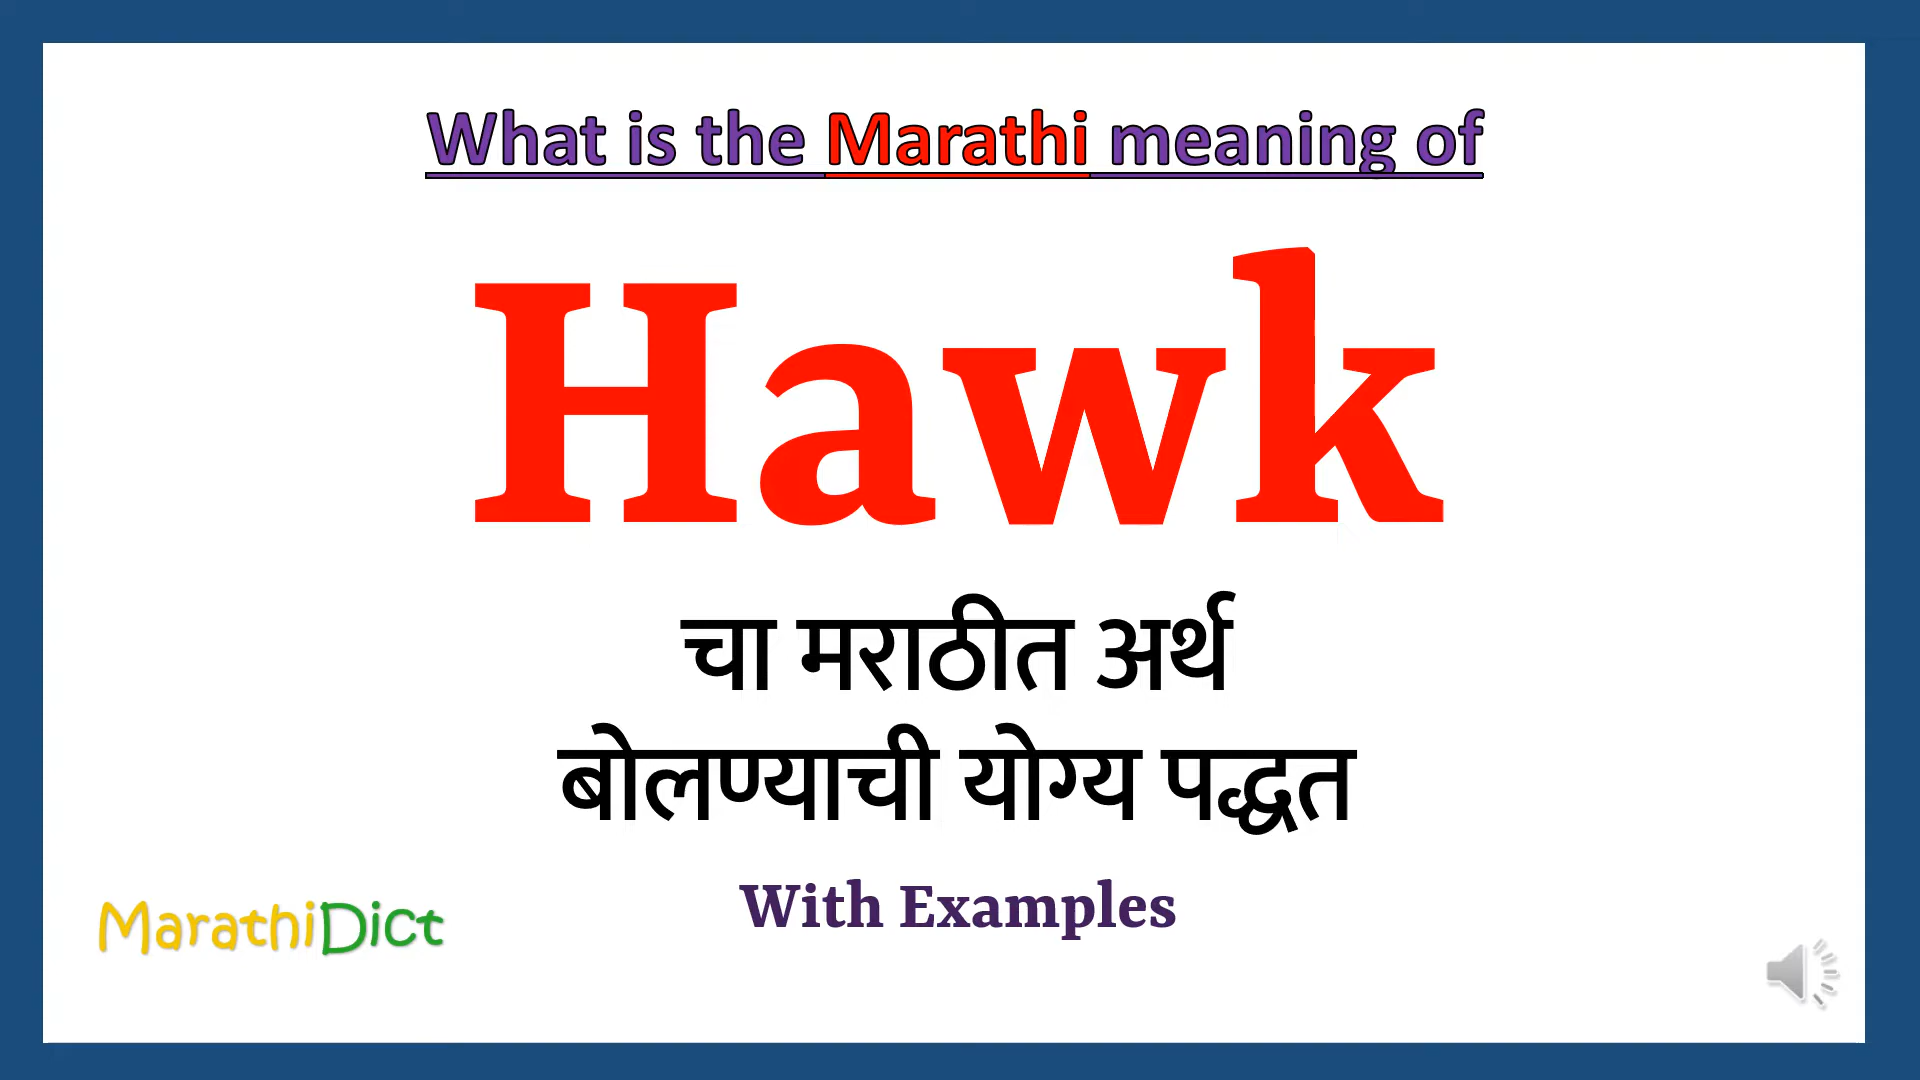 What is the Marathi meaning of
Hawk
चा मराठीत अर्थ
बोलण्याची योग्य पद्धत
With Examples
MarathiDict